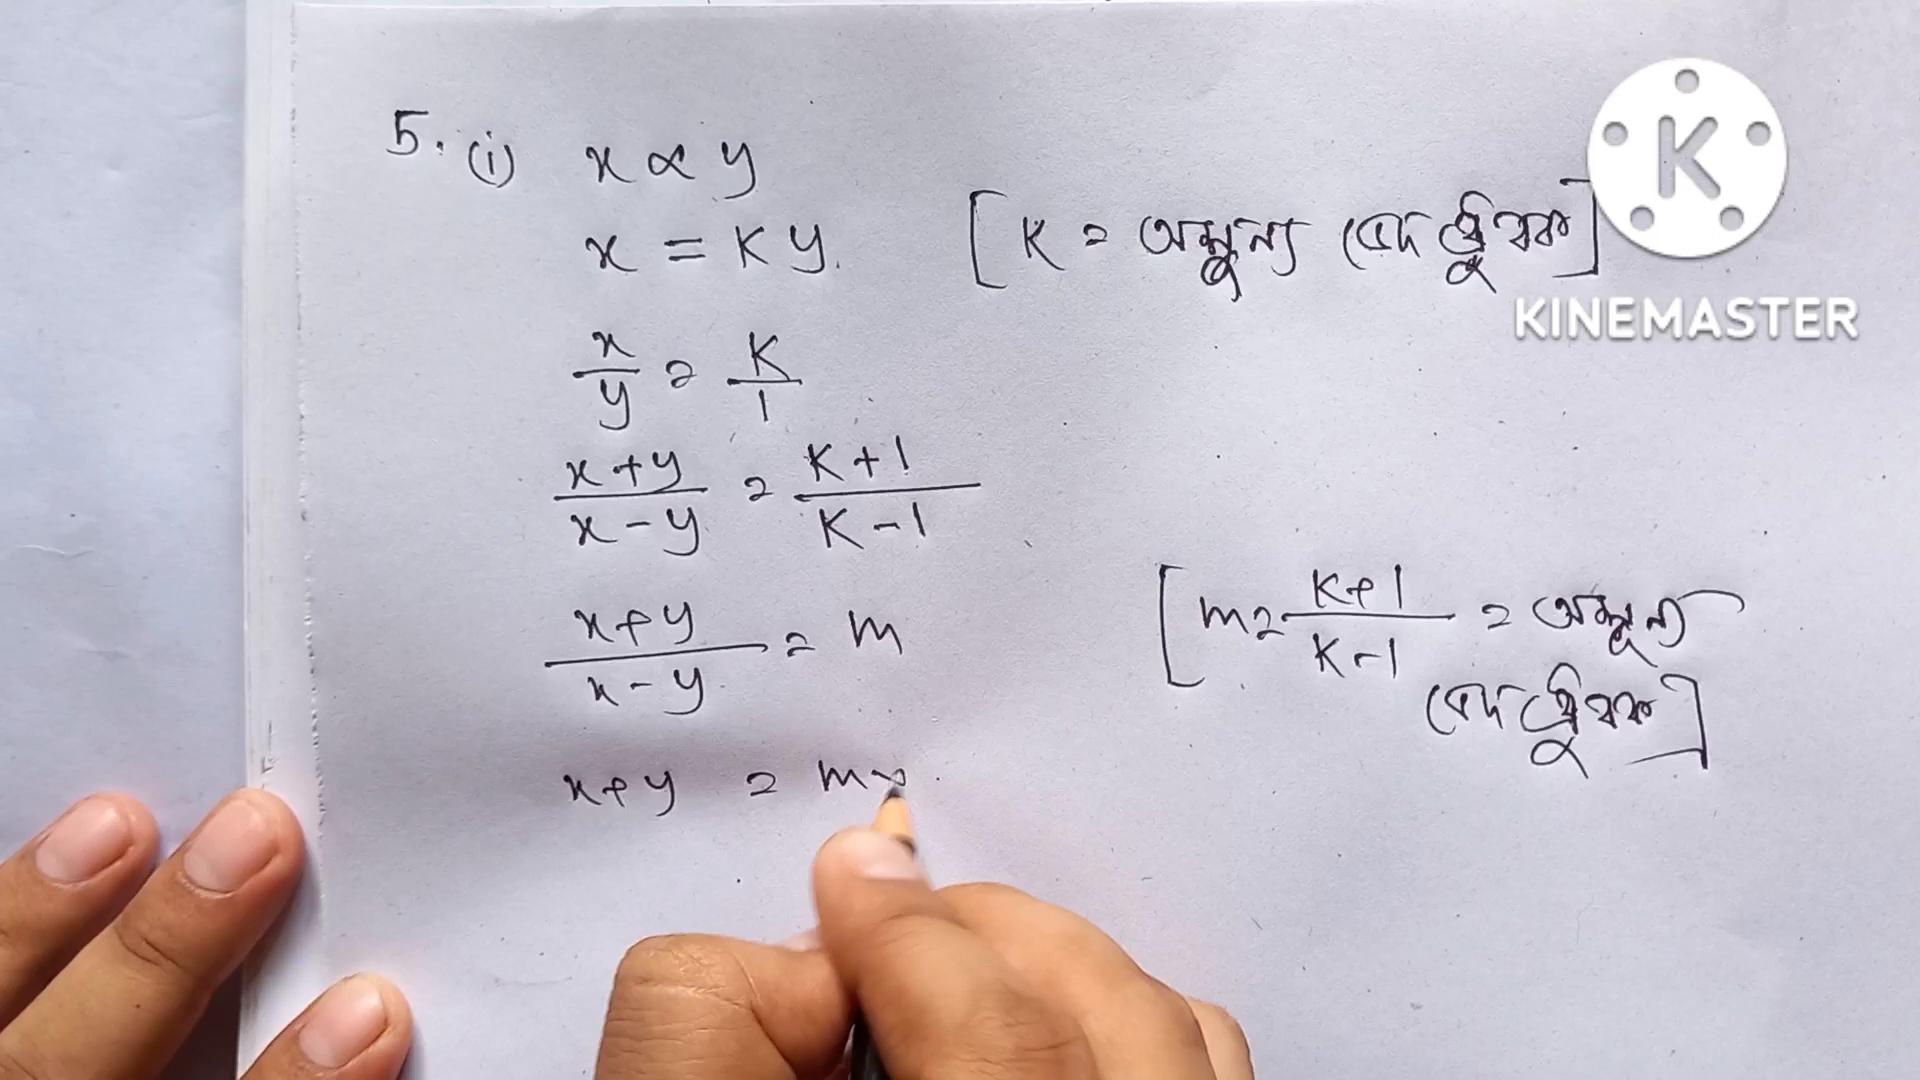 5. (i) x ∝ y
x = Ky. [K = অশূন্য ভেদ ধ্রুবক]
x/y = K/1
(x+y)/(x-y) = (K+1)/(K-1)
(x+y)/(x-y) = m [m = (K+1)/(K-1) = অশূন্য
ভেদ ধ্রুবক]
x+y = m
K
KINEMASTER